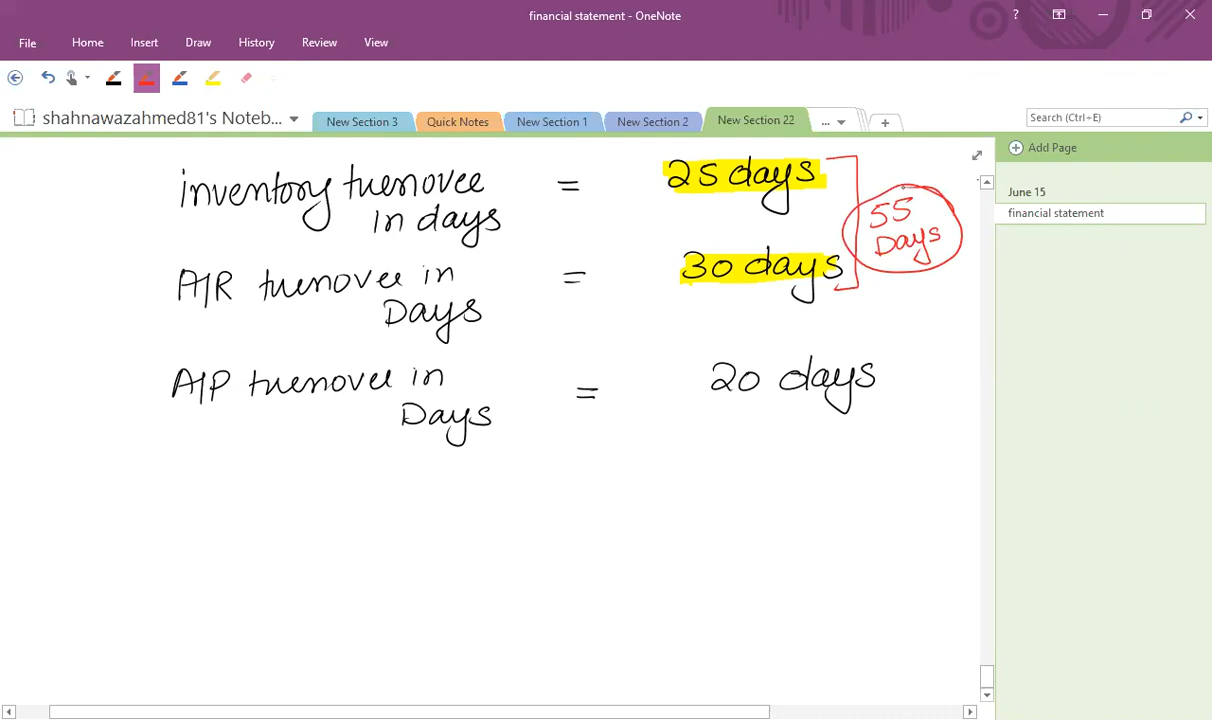 financial statement - OneNote
?
File Home Insert Draw History Review View
shahnawazahmed81's Noteb...
New Section 3 Quick Notes New Section 1 New Section 2 New Section 22 ...
Search (Ctrl+E)
Add Page
June 15
financial statement
inventory turnover = 25 days
in days
55
Days
A/R turnover in = 30 days
Days
A/P turnover in = 20 days
Days